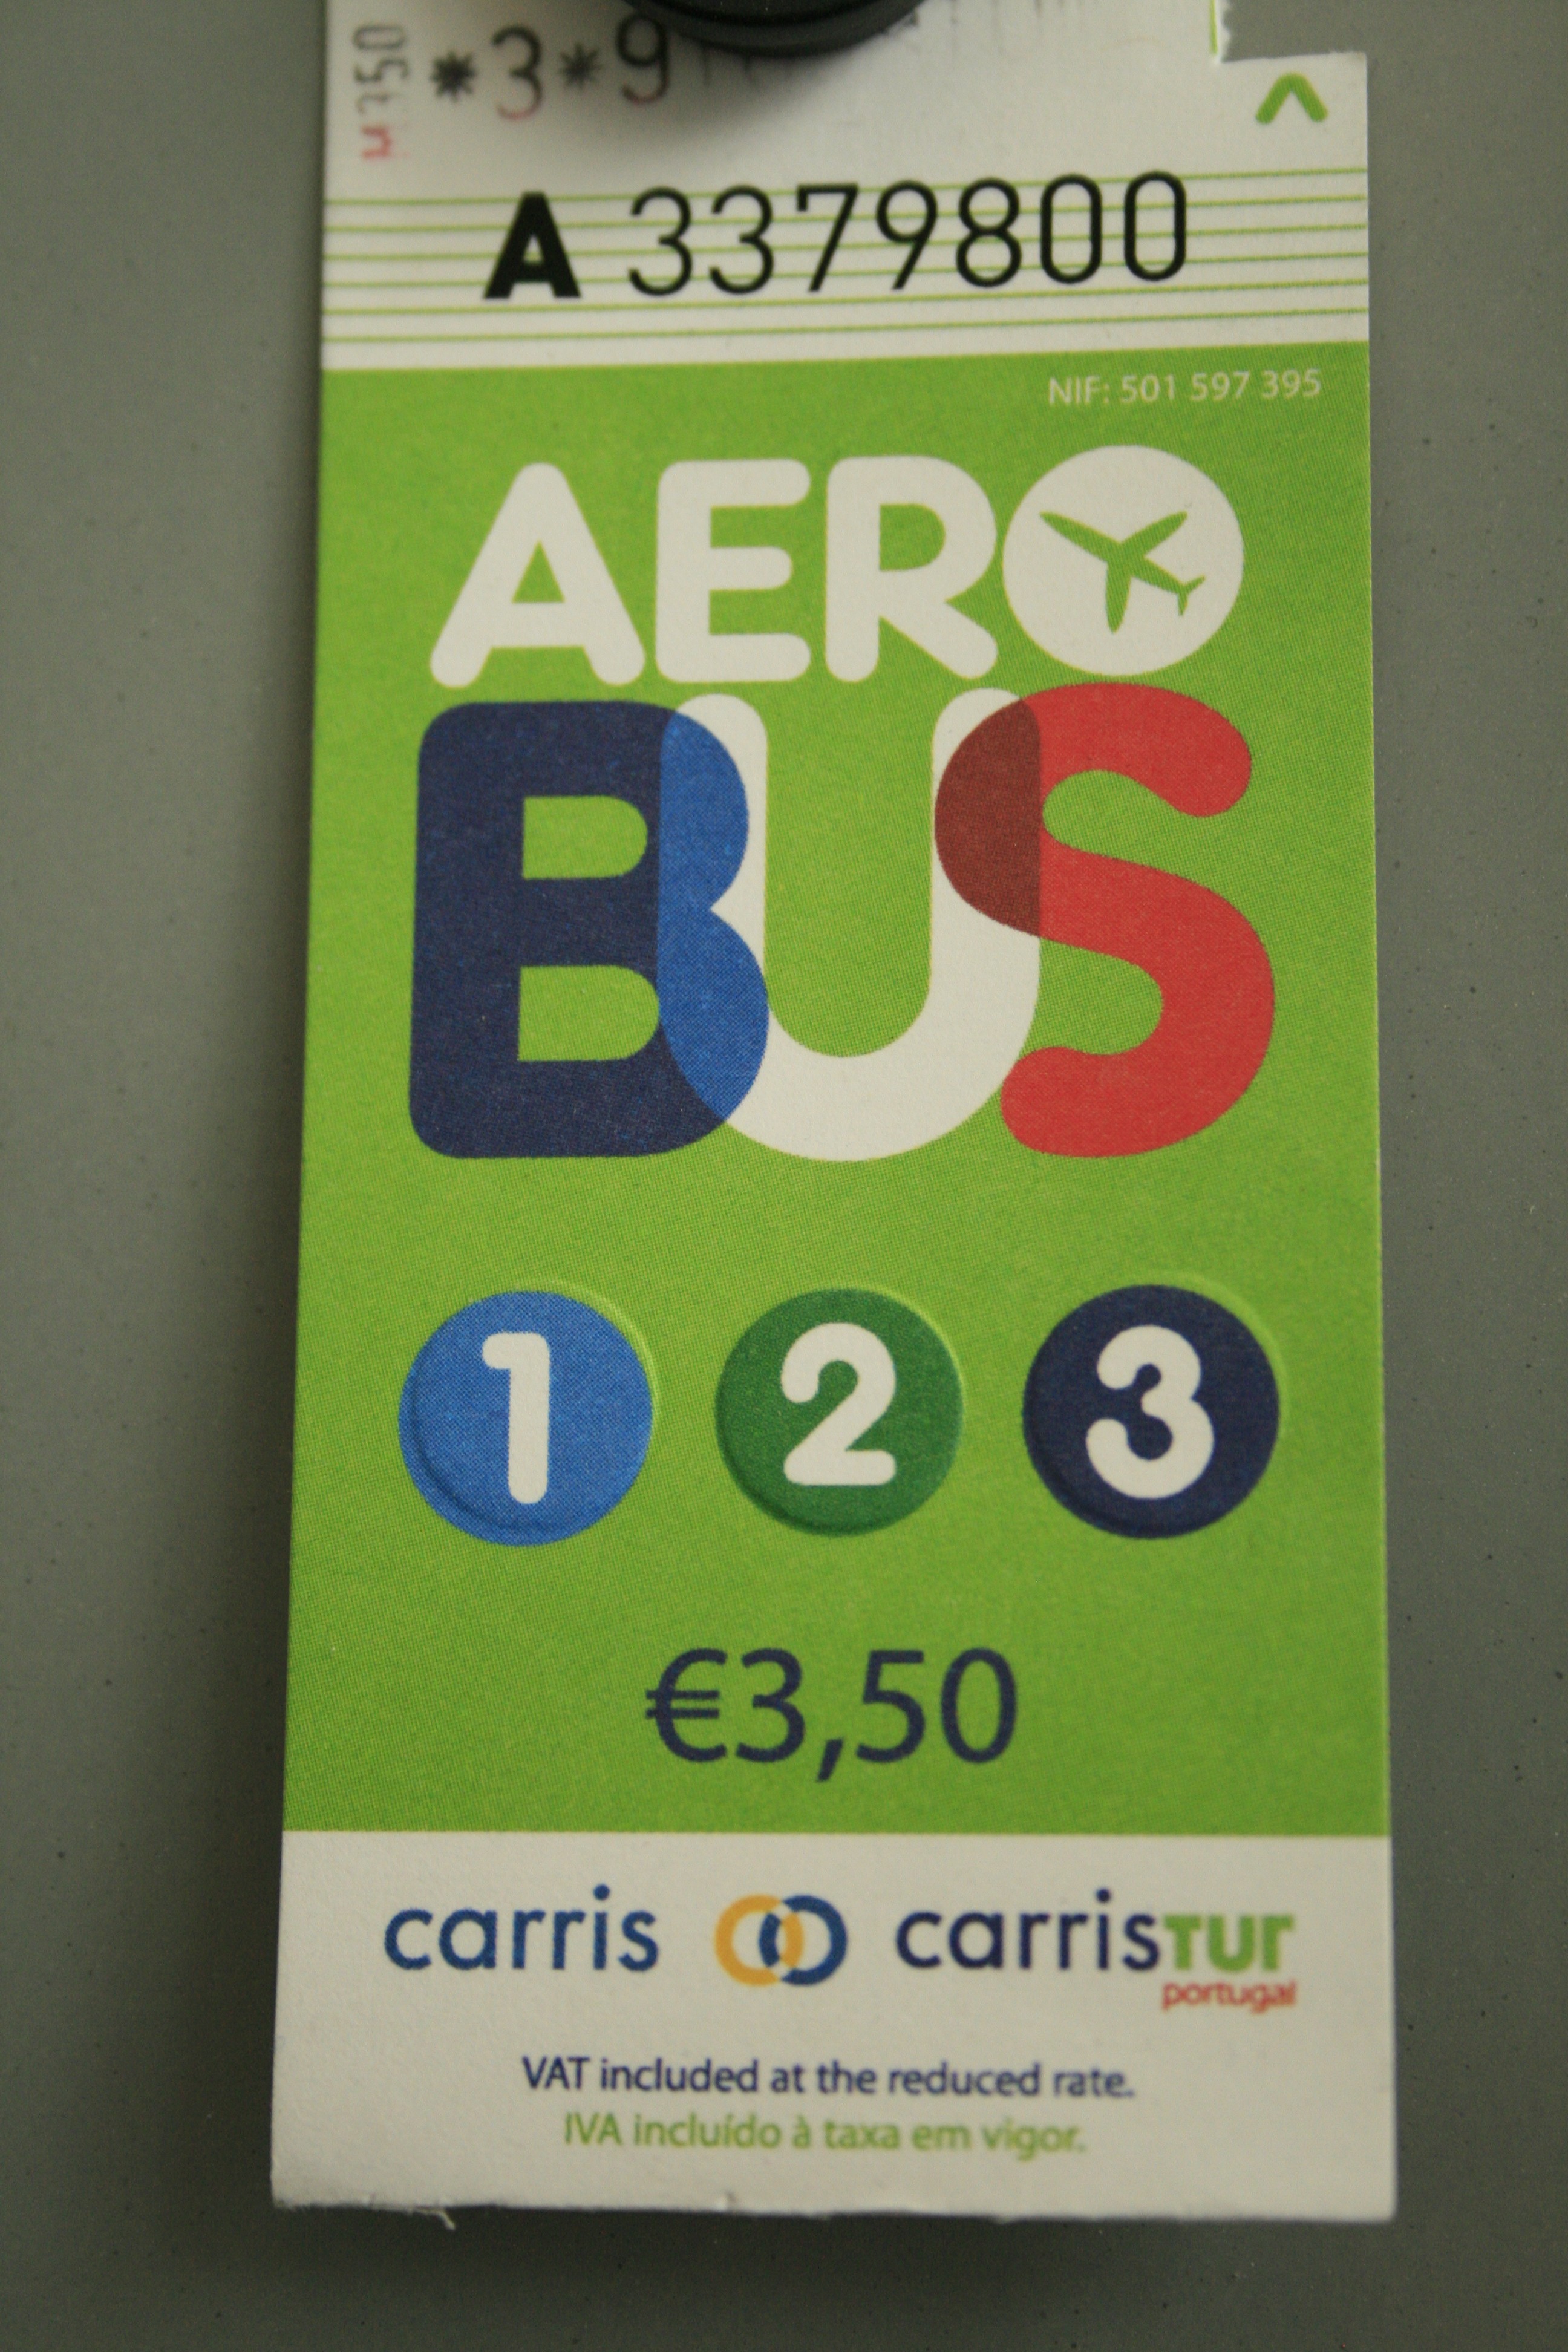 *3*9
A 3379800
NIF: 501 597 395
AERO
BUS
1 2 3
€3,50
carris carrisTUR
portugal
VAT included at the reduced rate.
IVA incluído à taxa em vigor.